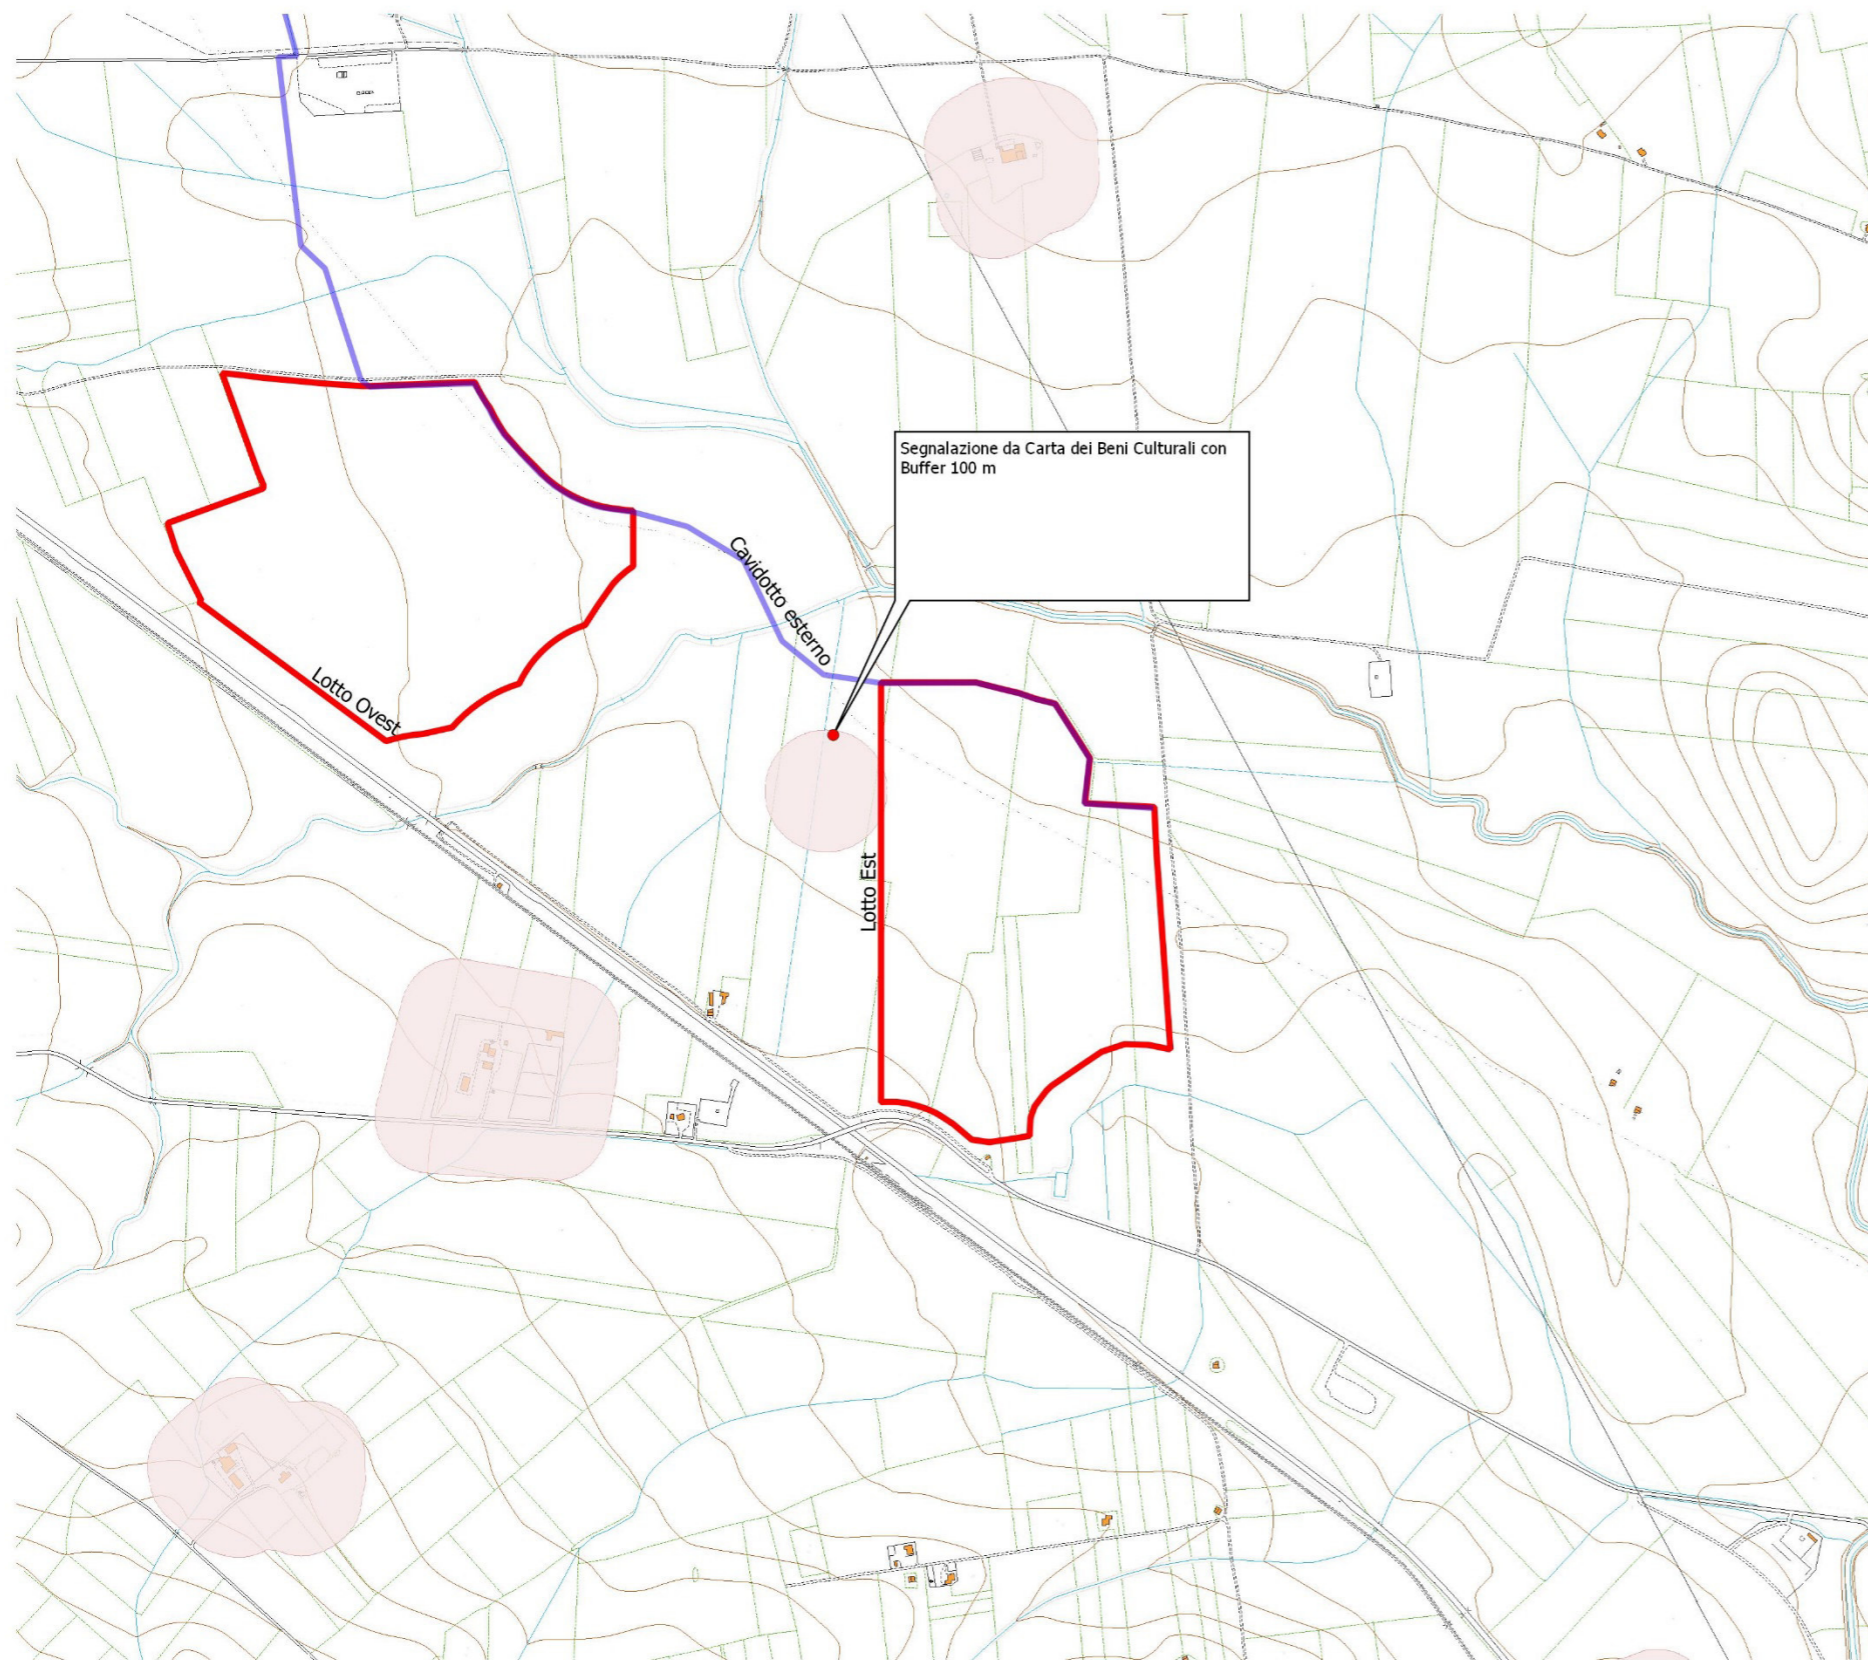 Segnalazione da Carta dei Beni Culturali con
Buffer 100 m
Cavidotto esterno
Lotto Ovest
Lotto Est